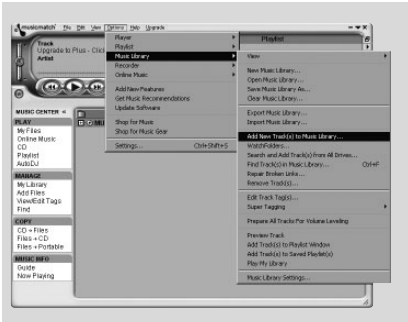 musicmatch File Edit View Options Help Upgrade
Track
Upgrade to Plus - Click
Artist
MUSIC CENTER «
PLAY
My Files
Online Music
CD
Playlist
AutoDJ
MANAGE
My Library
Add Files
View/Edit Tags
Find
COPY
CD → Files
Files → CD
Files → Portable
MUSIC INFO
Guide
Now Playing
Player
Playlist
Music Library
Recorder
Online Music
Add New Features
Get Music Recommendations
Update Software
Shop for Music
Shop for Music Gear
Settings... Ctrl+Shift+S
Playlist
View
New Music Library...
Open Music Library...
Save Music Library As...
Clear Music Library...
Export Music Library...
Import Music Library...
Add New Track(s) to Music Library...
WatchFolders...
Search and Add Track(s) from All Drives...
Find Track(s) in Music Library... Ctrl+F
Repair Broken Links...
Remove Track(s)...
Edit Track Tag(s)...
Super Tagging
Prepare All Tracks For Volume Leveling
Preview Track
Add Track(s) to Playlist Window
Add Track(s) to Saved Playlist(s)
Play My Library
Music Library Settings...